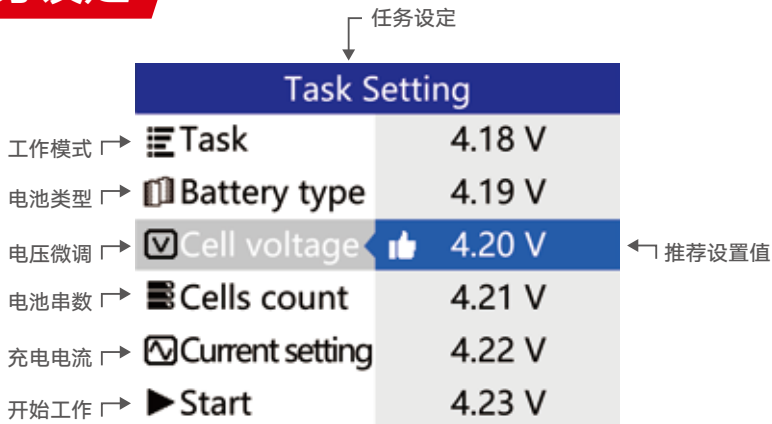 任务设定
Task Setting
工作模式 Task 4.18 V
电池类型 Battery type 4.19 V
电压微调 Cell voltage 4.20 V 推荐设置值
电池串数 Cells count 4.21 V
充电电流 Current setting 4.22 V
开始工作 Start 4.23 V